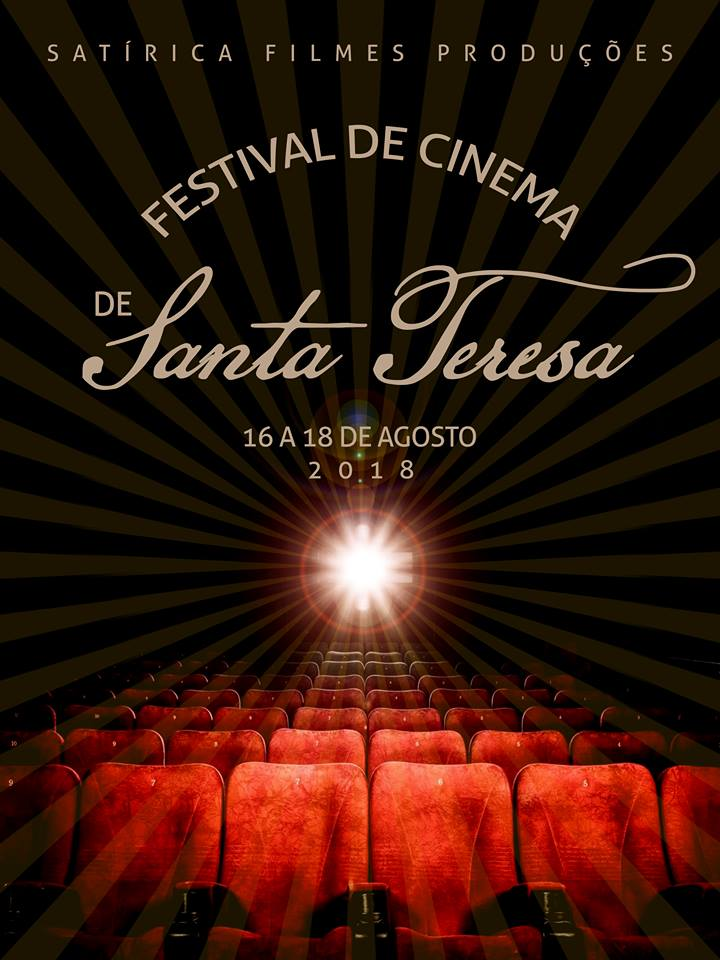 SATÍRICA FILMES PRODUÇÕES
FESTIVAL DE CINEMA
DE Santa Teresa
16 A 18 DE AGOSTO
2018